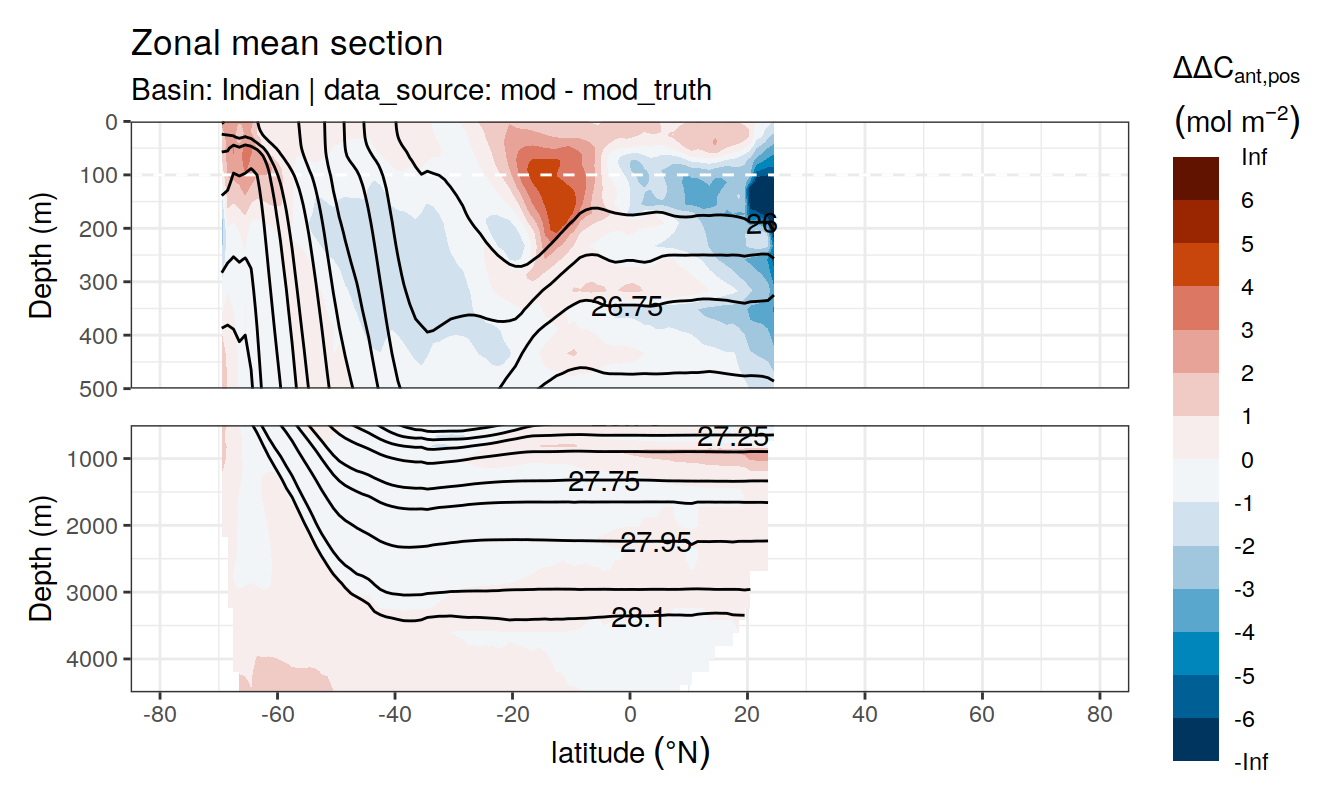 Zonal mean section
Basin: Indian | data_source: mod - mod_truth
ΔΔC_ant,pos
(mol m⁻²)
Inf
6
5
4
3
2
1
0
-1
-2
-3
-4
-5
-6
-Inf
Depth (m)
0
100
200
300
400
500
26
26.75
Depth (m)
1000
2000
3000
4000
27.25
27.75
27.95
28.1
-80 -60 -40 -20 0 20 40 60 80
latitude (°N)